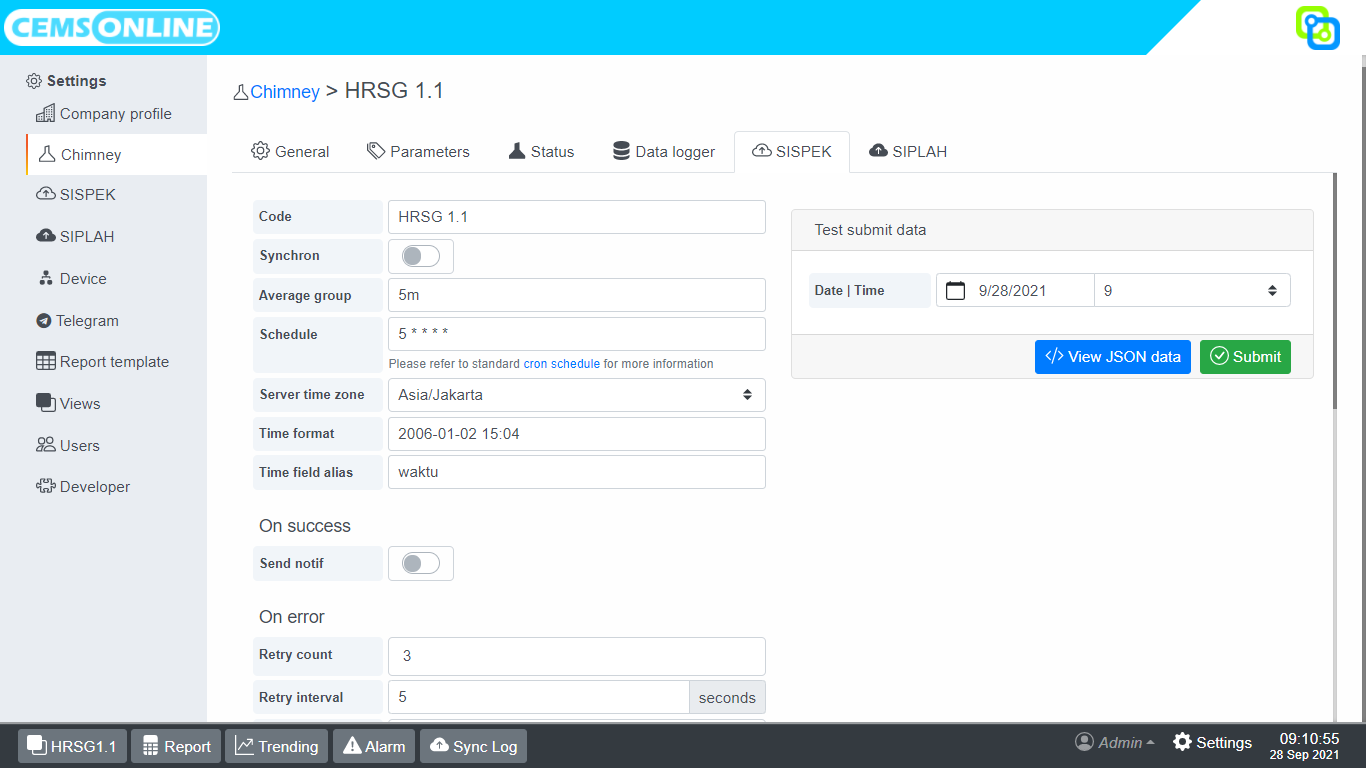 CEMSONLINE
Settings
Company profile
Chimney
SISPEK
SIPLAH
Device
Telegram
Report template
Views
Users
Developer
Chimney > HRSG 1.1
General Parameters Status Data logger SISPEK SIPLAH
Code HRSG 1.1
Synchron
Average group 5m
Schedule 5 * * * *
Please refer to standard cron schedule for more information
Server time zone Asia/Jakarta
Time format 2006-01-02 15:04
Time field alias waktu
On success
Send notif
On error
Retry count 3
Retry interval 5 seconds
Test submit data
Date | Time 9/28/2021 9
</> View JSON data Submit
HRSG1.1 Report Trending Alarm Sync Log Admin Settings 09:10:55
28 Sep 2021